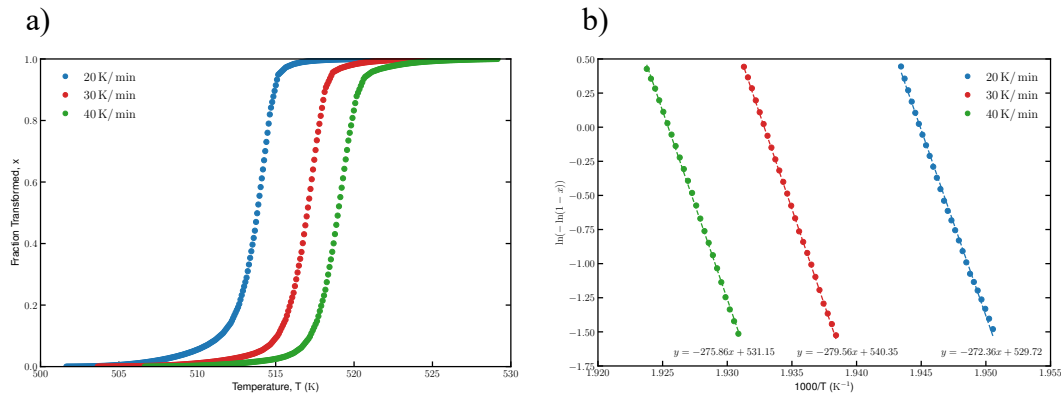 a)
1.0
0.8
0.6
0.4
0.2
0.0
500
505
510
515
520
525
530
Fraction Transformed, x
Temperature, T (K)
20 K/min
30 K/min
40 K/min
b)
0.50
0.25
0.00
−0.25
−0.50
−0.75
−1.00
−1.25
−1.50
−1.75
1.920
1.925
1.930
1.935
1.940
1.945
1.950
1.955
ln(− ln(1 − x))
1000/T (K⁻¹)
20 K/min
30 K/min
40 K/min
y = −275.86x + 531.15
y = −279.56x + 540.35
y = −272.36x + 529.72